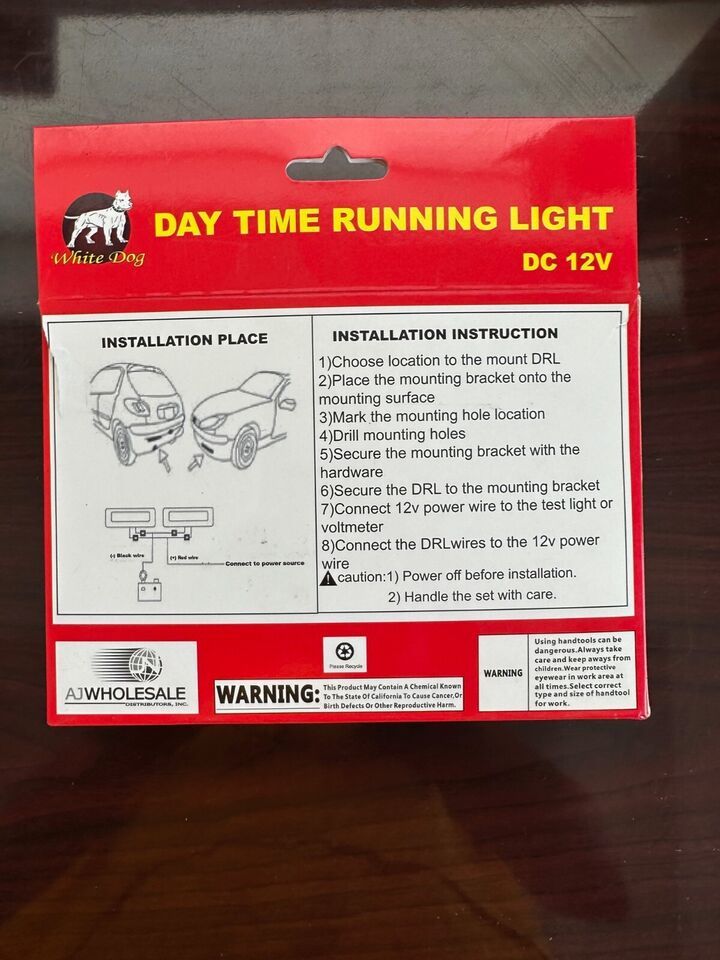 White Dog
DAY TIME RUNNING LIGHT
DC 12V
INSTALLATION PLACE
(-) Black wire
(+) Red wire
Connect to power source
INSTALLATION INSTRUCTION
1)Choose location to the mount DRL
2)Place the mounting bracket onto the
mounting surface
3)Mark the mounting hole location
4)Drill mounting holes
5)Secure the mounting bracket with the
hardware
6)Secure the DRL to the mounting bracket
7)Connect 12v power wire to the test light or
voltmeter
8)Connect the DRLwires to the 12v power
wire
caution:1) Power off before installation.
2) Handle the set with care.
AJWHOLESALE
DISTRIBUTORS, INC.
Please Recycle
WARNING:
This Product May Contain A Chemical Known
To The State Of California To Cause Cancer,Or
Birth Defects Or Other Reproductive Harm.
WARNING
Using handtools can be
dangerous.Always take
care and keep aways from
children.Wear protective
eyewear in work area at
all times.Select correct
type and size of handtool
for work.